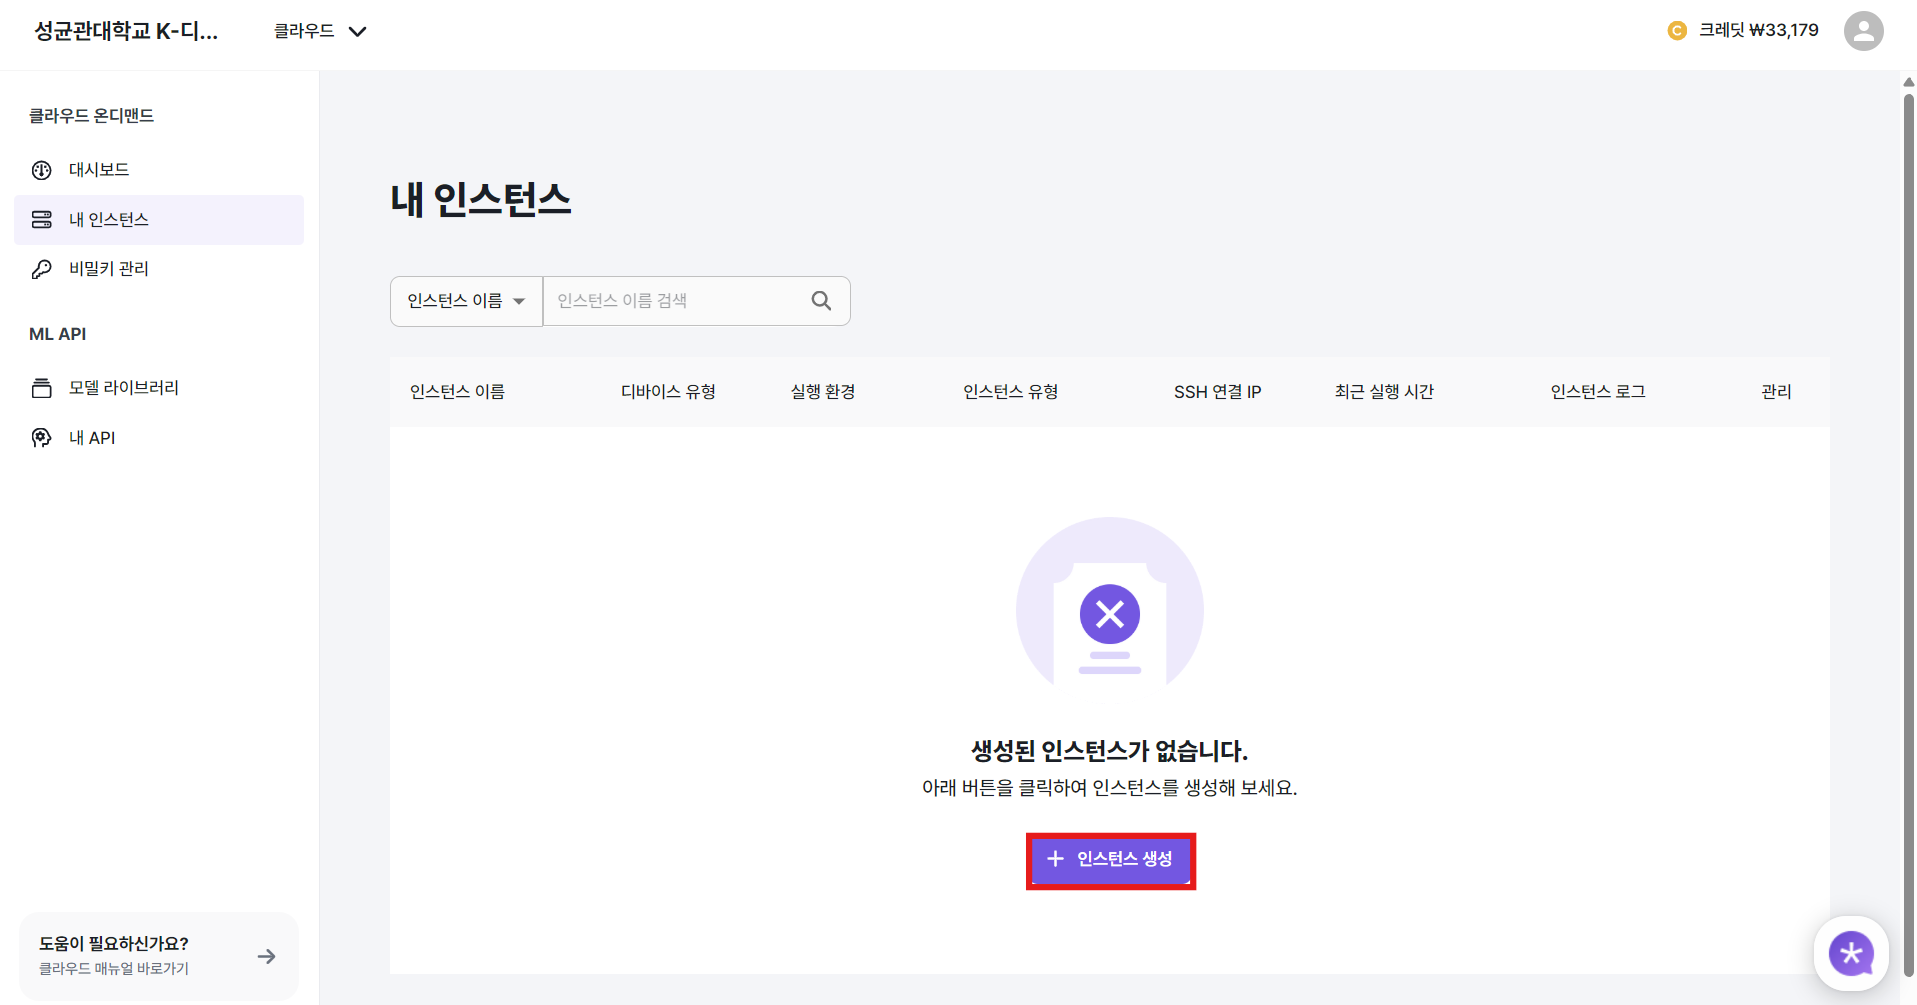 성균관대학교 K-디...
클라우드
크레딧 ₩33,179
클라우드 온디맨드
대시보드
내 인스턴스
비밀키 관리
ML API
모델 라이브러리
내 API
도움이 필요하신가요?
클라우드 매뉴얼 바로가기
내 인스턴스
인스턴스 이름
인스턴스 이름 검색
인스턴스 이름 디바이스 유형 실행 환경 인스턴스 유형 SSH 연결 IP 최근 실행 시간 인스턴스 로그 관리
생성된 인스턴스가 없습니다.
아래 버튼을 클릭하여 인스턴스를 생성해 보세요.
+ 인스턴스 생성